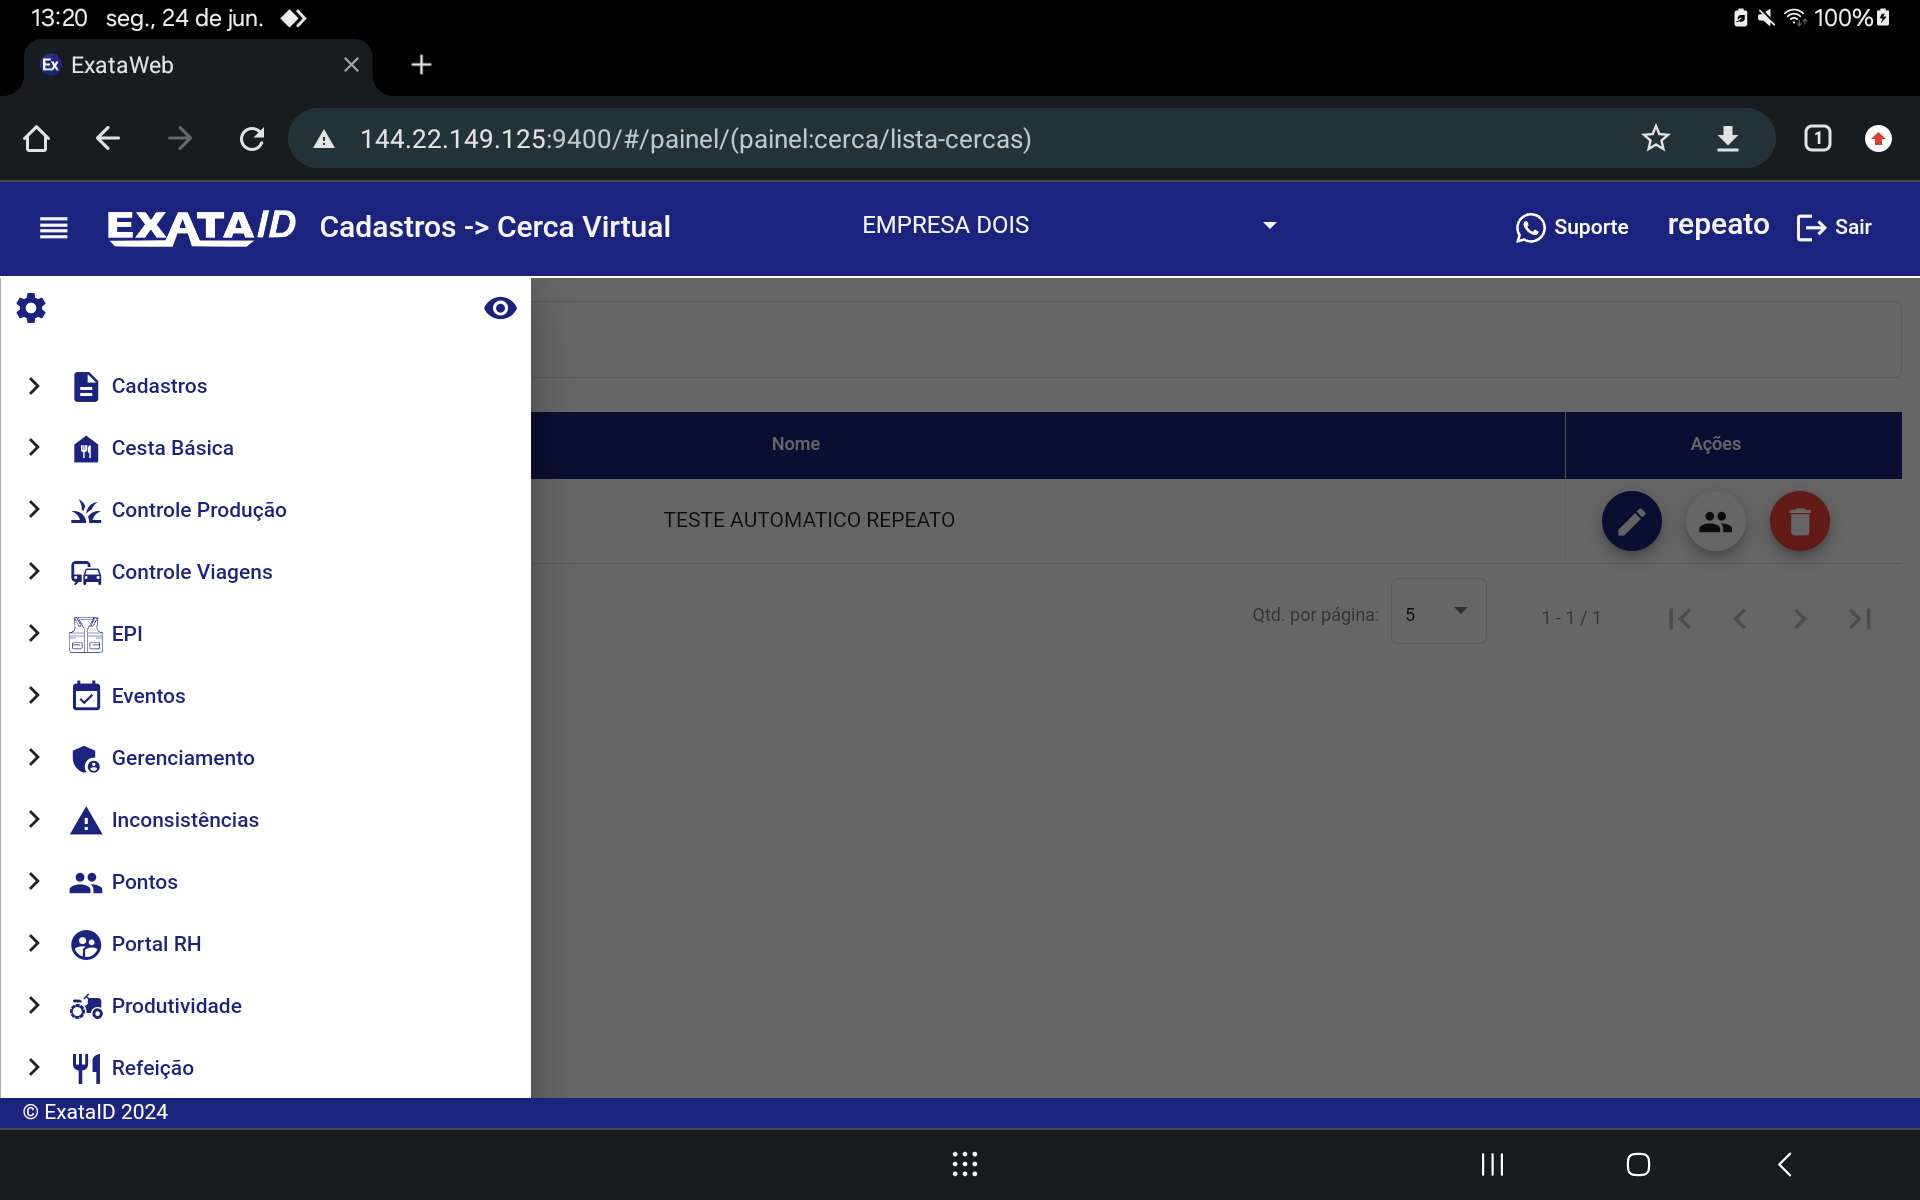 13:20 seg., 24 de jun. 100%
Ex ExataWeb
144.22.149.125:9400/#/painel/(painel:cerca/lista-cercas) 1
EXATAID Cadastros -> Cerca Virtual EMPRESA DOIS Suporte repeato Sair
Cadastros
Cesta Básica
Controle Produção
Controle Viagens
EPI
Eventos
Gerenciamento
Inconsistências
Pontos
Portal RH
Produtividade
Refeição
Nome Ações
TESTE AUTOMATICO REPEATO
Qtd. por página: 5 1 - 1 / 1
© ExataID 2024